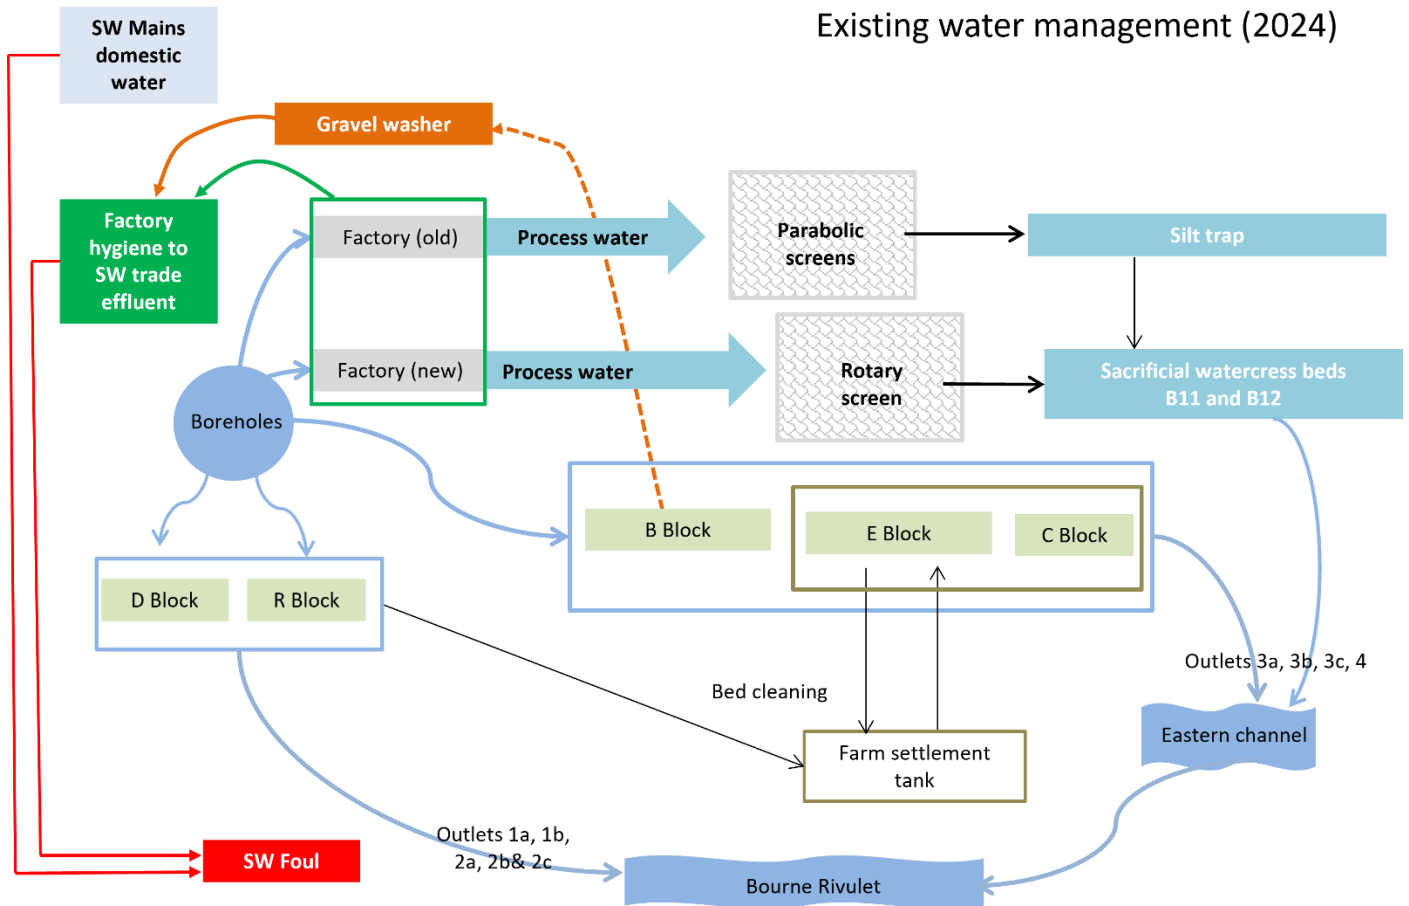 Existing water management (2024)
SW Mains
domestic
water
Gravel washer
Factory
hygiene to
SW trade
effluent
Factory (old)
Process water
Parabolic
screens
Silt trap
Factory (new)
Process water
Rotary
screen
Sacrificial watercress beds
B11 and B12
Boreholes
B Block
E Block
C Block
D Block
R Block
Outlets 3a, 3b, 3c, 4
Bed cleaning
Eastern channel
Farm settlement
tank
Outlets 1a, 1b,
2a, 2b& 2c
SW Foul
Bourne Rivulet